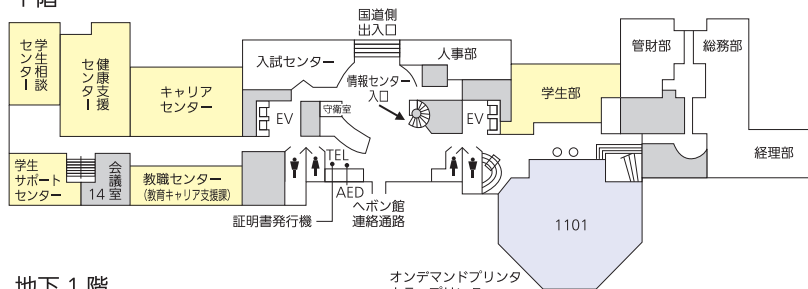 1階
国道側
出入口
学生相談
センター
健康支援
センター
キャリア
センター
入試センター
人事部
情報センター
入口
守衛室
EV
EV
学生部
管財部
総務部
経理部
学生
サポート
センター
会議室
14
教職センター
(教育キャリア支援課)
TEL
AED
証明書発行機
ヘボン館
連絡通路
1101
地下1階
オンデマンドプリンタ